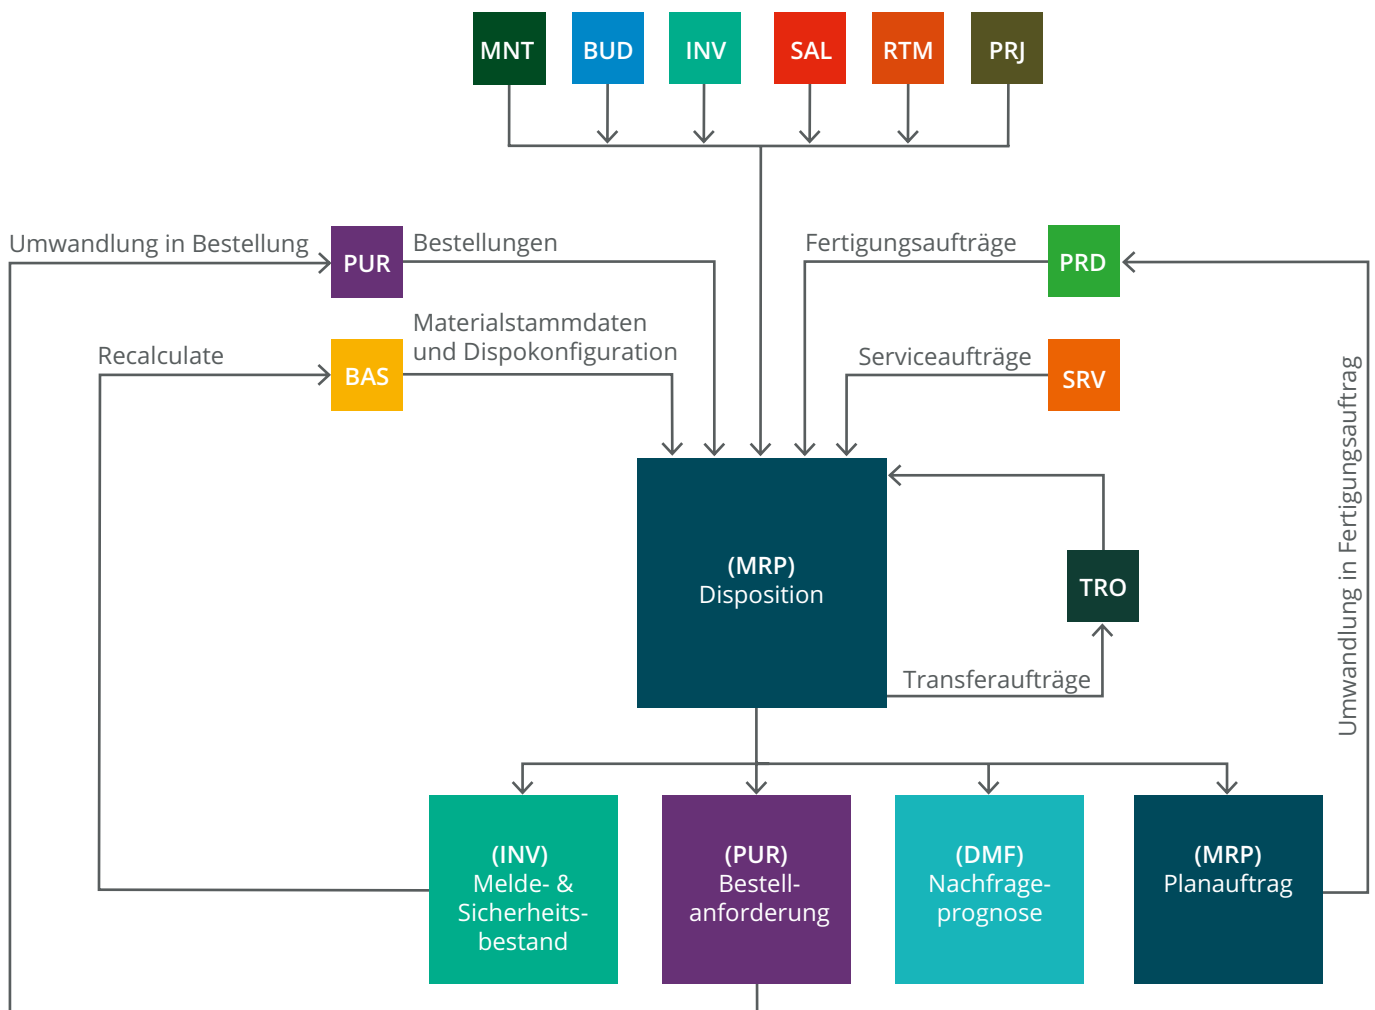 MNT
BUD
INV
SAL
RTM
PRJ
Umwandlung in Bestellung
PUR
Bestellungen
Fertigungsaufträge
PRD
Recalculate
BAS
Materialstammdaten
und Dispokonfiguration
Serviceaufträge
SRV
Umwandlung in Fertigungsauftrag
(MRP)
Disposition
TRO
Transferaufträge
(INV)
Melde- &
Sicherheits-
bestand
(PUR)
Bestell-
anforderung
(DMF)
Nachfrage-
prognose
(MRP)
Planauftrag